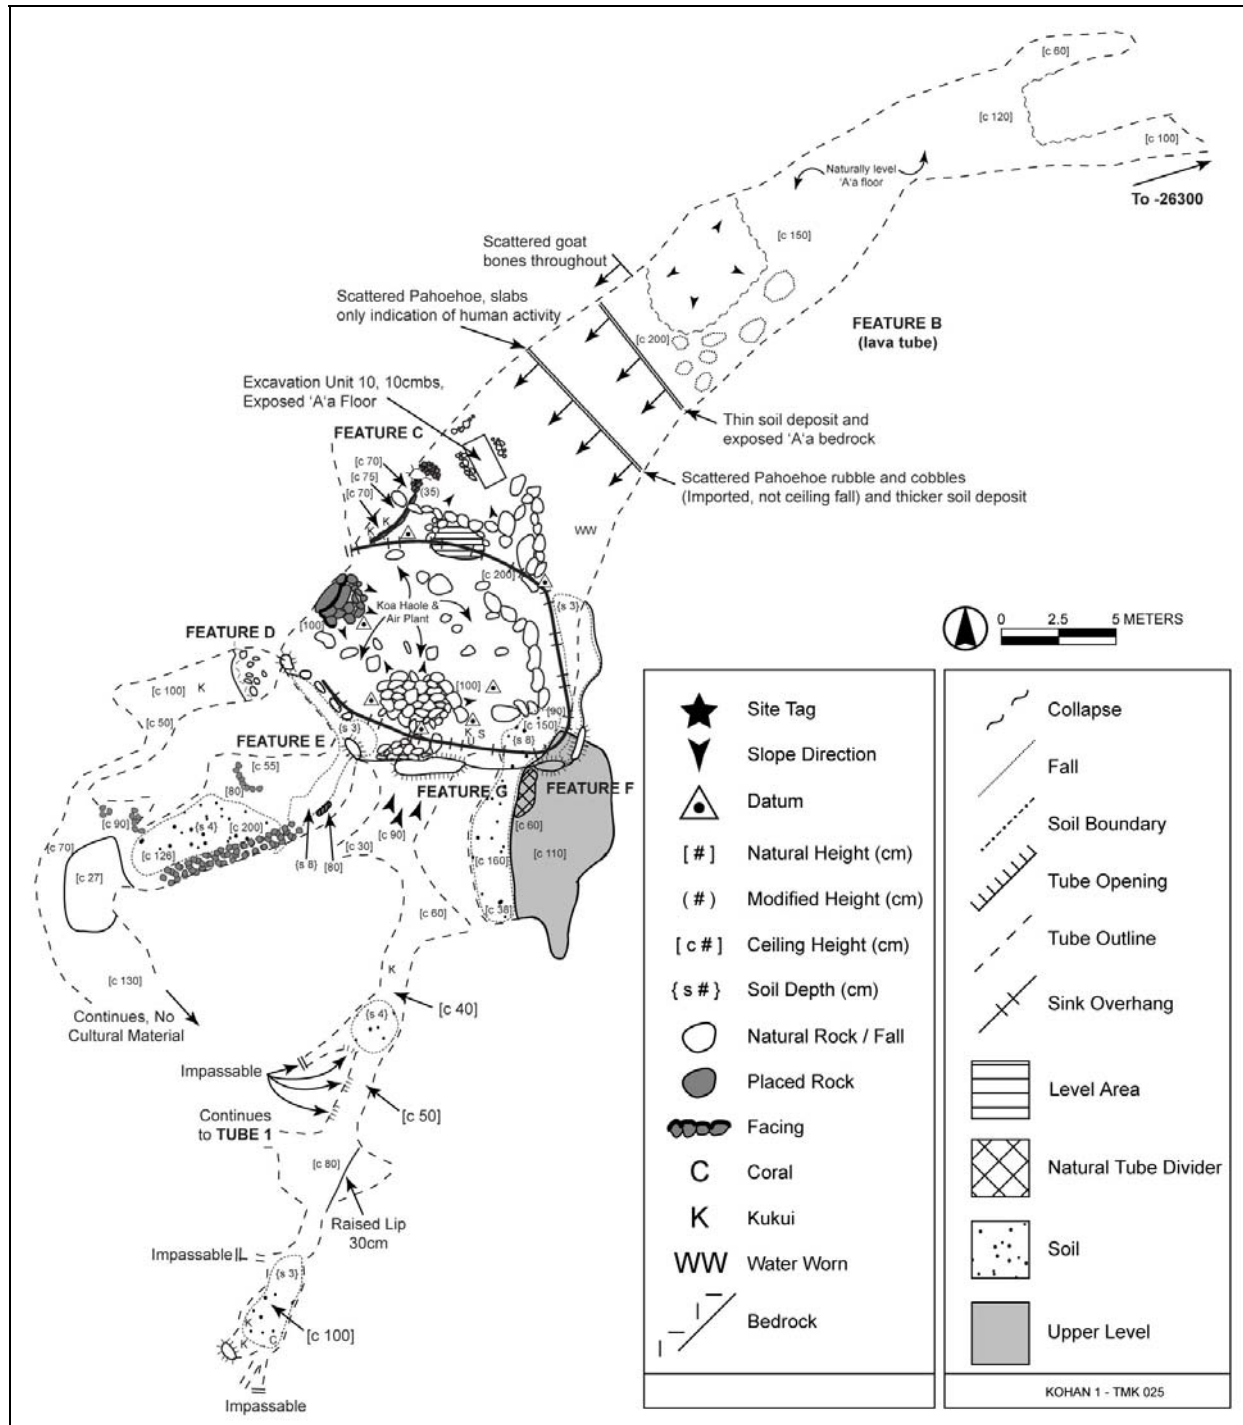 [c 60]
[c 120]
[c 100]
Naturally level
'A'a floor
To -26300
[c 150]
Scattered goat
bones throughout
Scattered Pahoehoe, slabs
only indication of human activity
FEATURE B
(lava tube)
[c 200]
Excavation Unit 10, 10cmbs,
Exposed 'A'a Floor
Thin soil deposit and
exposed 'A'a bedrock
FEATURE C
[c 70]
[c 75]
[c 70]
(35)
Scattered Pahoehoe rubble and cobbles
(Imported, not ceiling fall) and thicker soil deposit
K
K
WW
[c 200]
{s 3}
Koa Haole &
Air Plant
[100]
FEATURE D
[c 100]
K
[100]
[90]
[c 150]
K S
U
{s 8}
[c 50]
{s 3}
FEATURE E
[c 55]
[80]
FEATURE G
FEATURE F
[c 90]
{s 4}
[c 200]
[c 126]
{s 8}
[80]
[c 30]
[c 90]
[c 60]
[c 110]
[c 160]
[c 70]
[c 27]
[c 60]
[c 38]
[c 130]
K
Continues, No
Cultural Material
[c 40]
{s 4}
Impassable
[c 50]
Continues
to TUBE 1
[c 80]
Raised Lip
30cm
Impassable
{s 3}
[c 100]
K
K
C
Impassable
0 2.5 5 METERS
Site Tag
Slope Direction
Datum
[ # ] Natural Height (cm)
( # ) Modified Height (cm)
[ c # ] Ceiling Height (cm)
{ s # } Soil Depth (cm)
Natural Rock / Fall
Placed Rock
Facing
C Coral
K Kukui
WW Water Worn
Bedrock
Collapse
Fall
Soil Boundary
Tube Opening
Tube Outline
Sink Overhang
Level Area
Natural Tube Divider
Soil
Upper Level
KOHAN 1 - TMK 025